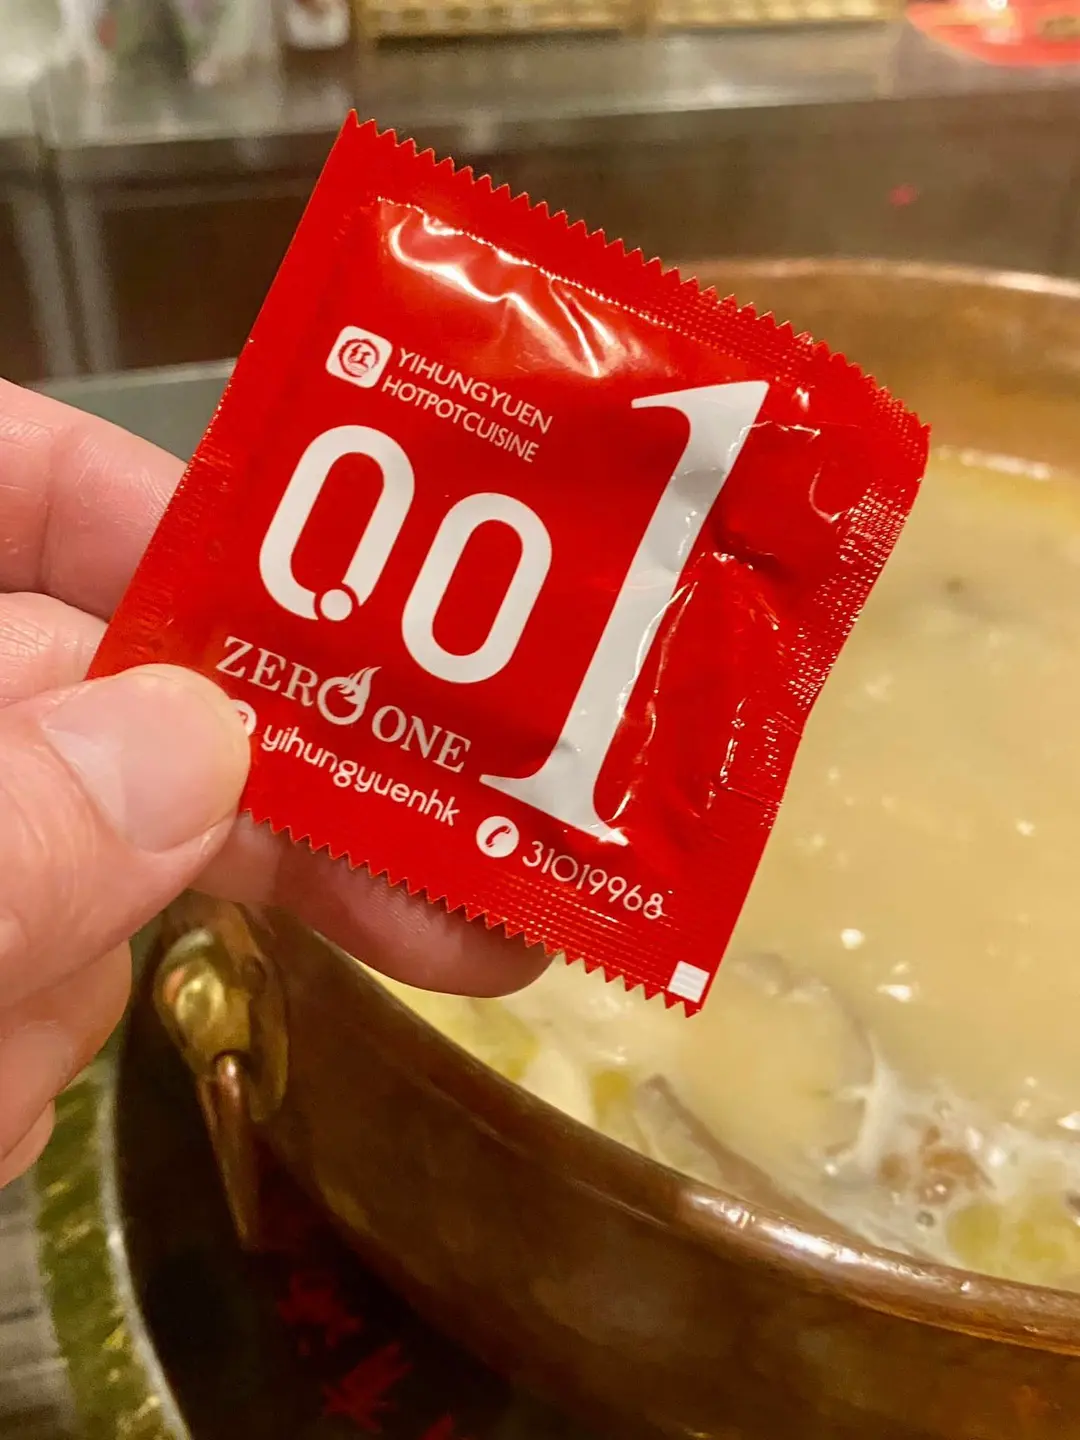 YIHUNGYUEN
HOTPOTCUISINE
0.01
ZERO ONE
yihungyuenhk
31019968